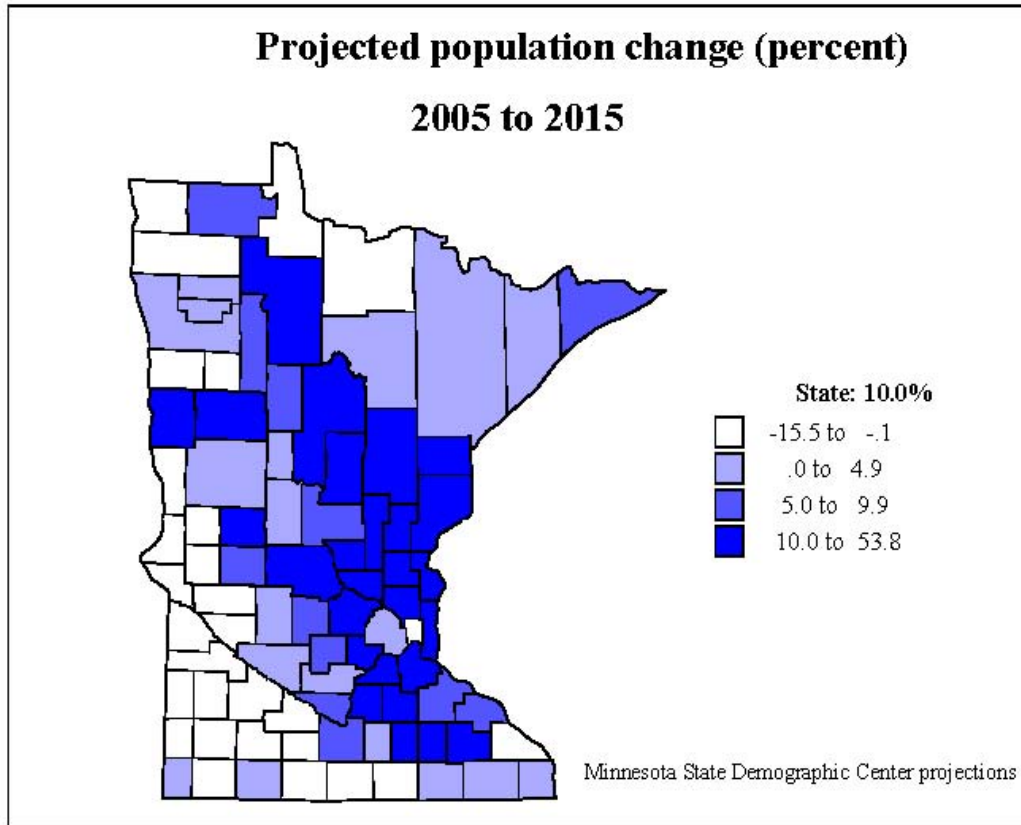 Projected population change (percent)
2005 to 2015
State: 10.0%
-15.5 to -.1
.0 to 4.9
5.0 to 9.9
10.0 to 53.8
Minnesota State Demographic Center projections